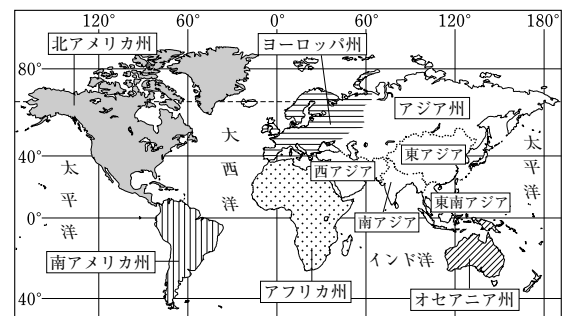 120° 60° 0° 60° 120° 180°
北アメリカ州
ヨーロッパ州
80°
アジア州
大西洋
太平洋
東アジア
40°
西アジア
太平洋
東南アジア
南アジア
0°
インド洋
南アメリカ州
アフリカ州
オセアニア州
40°